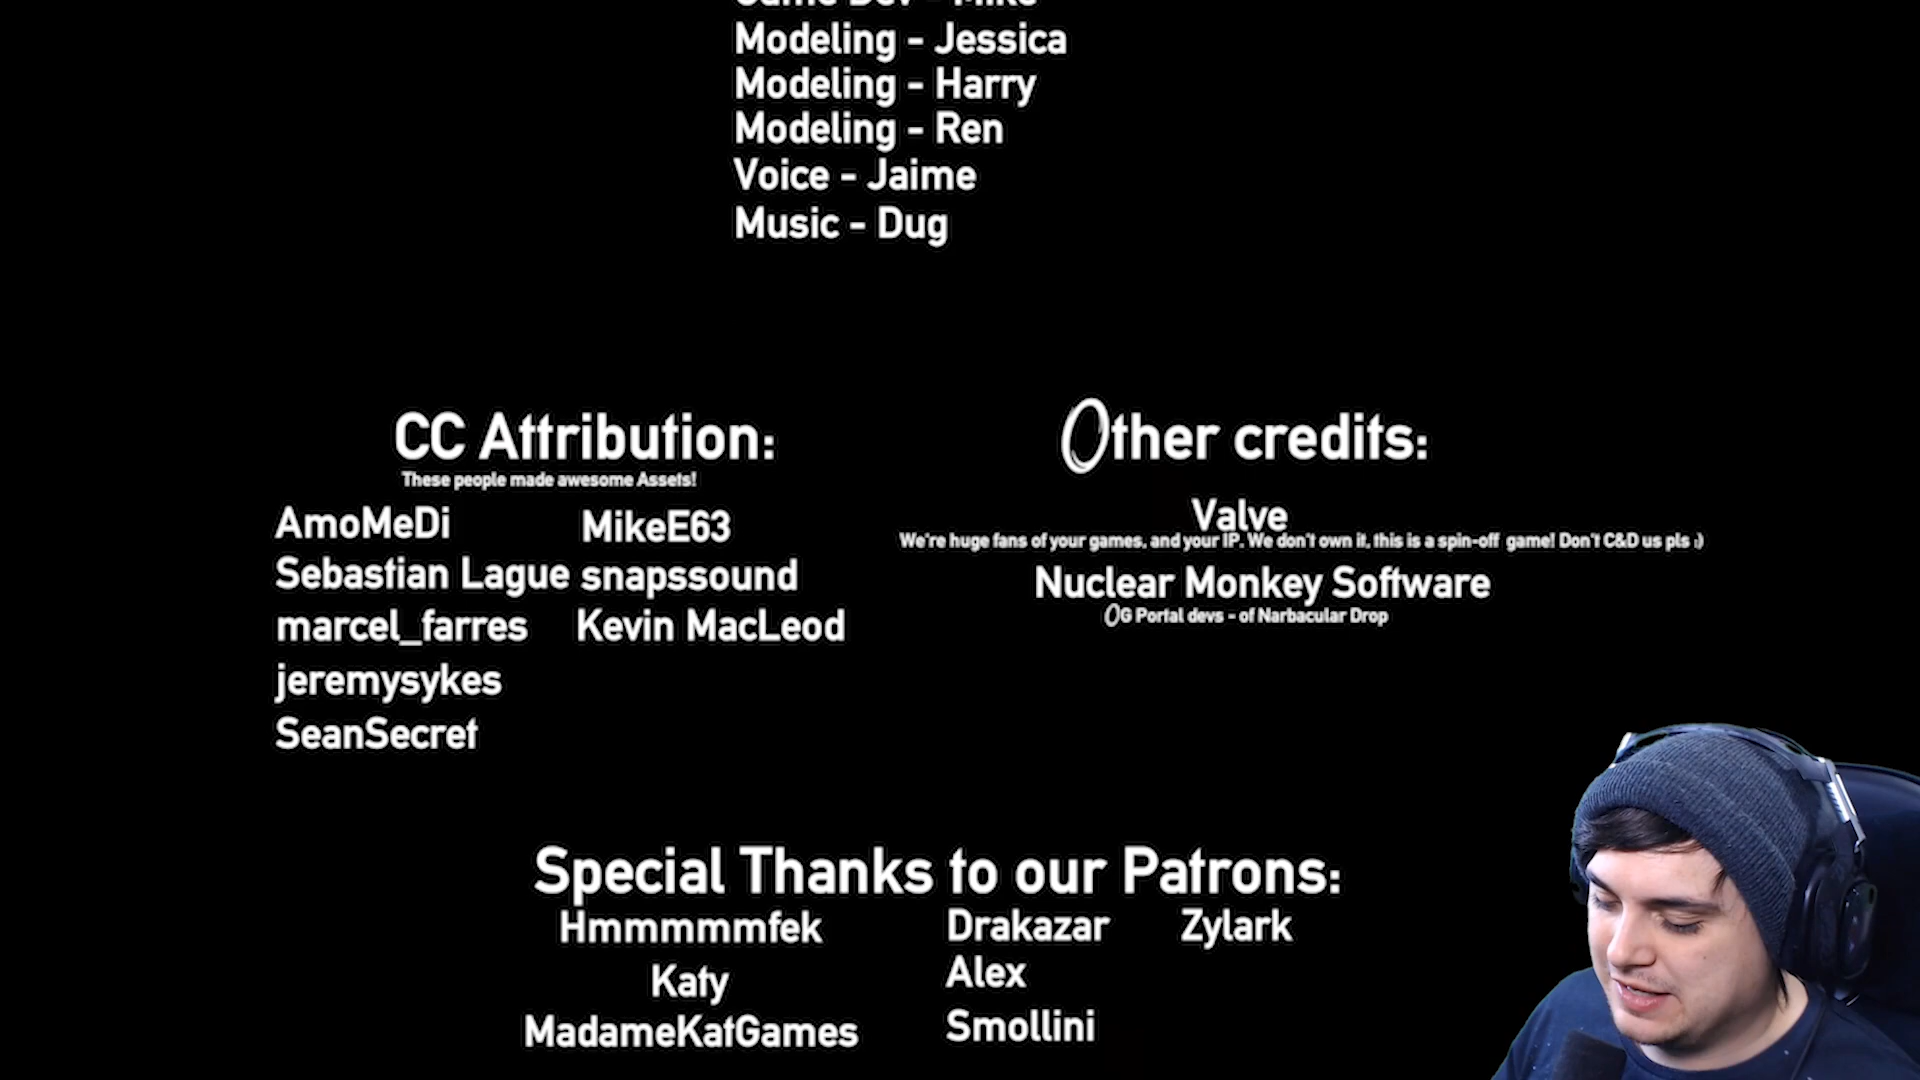 Game Dev - Mike
Modeling - Jessica
Modeling - Harry
Modeling - Ren
Voice - Jaime
Music - Dug
CC Attribution:
These people made awesome Assets!
AmoMeDi
Sebastian Lague
marcel_farres
jeremysykes
SeanSecret
MikeE63
snapssound
Kevin MacLeod
Other credits:
Valve
We're huge fans of your games, and your IP. We don't own it, this is a spin-off game! Don't C&D us pls :)
Nuclear Monkey Software
OG Portal devs - of Narbacular Drop
Special Thanks to our Patrons:
Hmmmmmfek
Katy
MadameKatGames
Drakazar
Alex
Smollini
Zylark